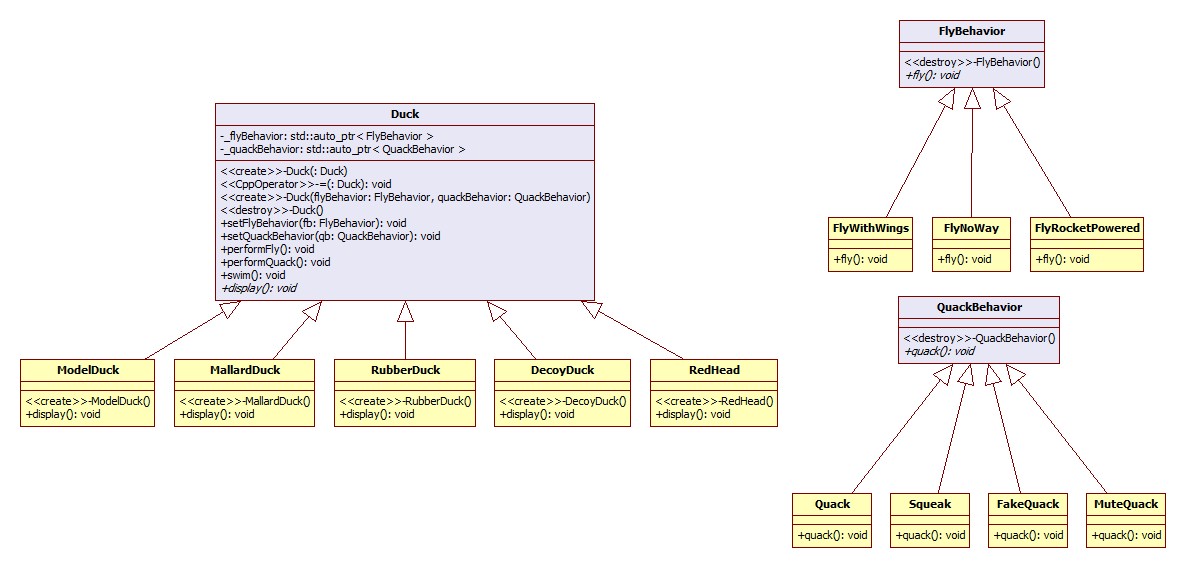 Duck
-_flyBehavior: std::auto_ptr< FlyBehavior >
-_quackBehavior: std::auto_ptr< QuackBehavior >
<<create>>-Duck(: Duck)
<<CppOperator>>-=(: Duck): void
<<create>>-Duck(flyBehavior: FlyBehavior, quackBehavior: QuackBehavior)
<<destroy>>-Duck()
+setFlyBehavior(fb: FlyBehavior): void
+setQuackBehavior(qb: QuackBehavior): void
+performFly(): void
+performQuack(): void
+swim(): void
+display(): void
ModelDuck
<<create>>-ModelDuck()
+display(): void
MallardDuck
<<create>>-MallardDuck()
+display(): void
RubberDuck
<<create>>-RubberDuck()
+display(): void
DecoyDuck
<<create>>-DecoyDuck()
+display(): void
RedHead
<<create>>-RedHead()
+display(): void
FlyBehavior
<<destroy>>-FlyBehavior()
+fly(): void
FlyWithWings
+fly(): void
FlyNoWay
+fly(): void
FlyRocketPowered
+fly(): void
QuackBehavior
<<destroy>>-QuackBehavior()
+quack(): void
Quack
+quack(): void
Squeak
+quack(): void
FakeQuack
+quack(): void
MuteQuack
+quack(): void